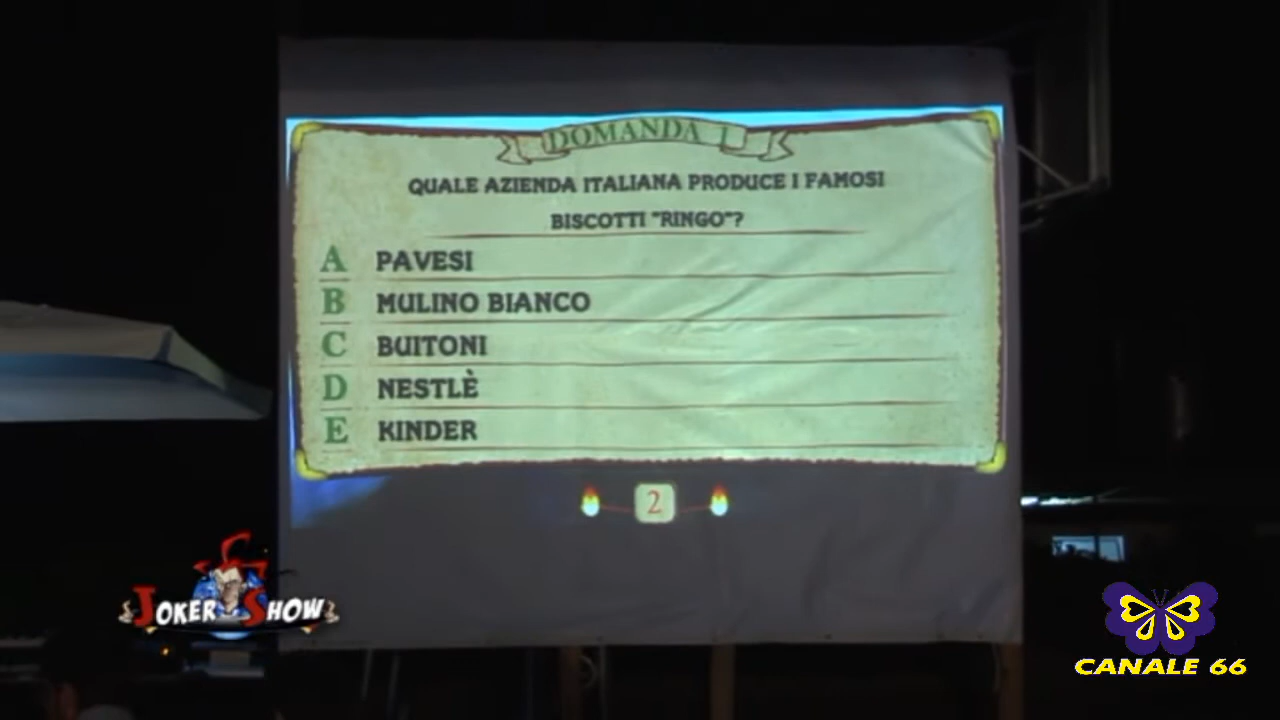 DOMANDA 1
QUALE AZIENDA ITALIANA PRODUCE I FAMOSI
BISCOTTI "RINGO"?
A PAVESI
B MULINO BIANCO
C BUITONI
D NESTLÈ
E KINDER
2
JOKER SHOW
CANALE 66